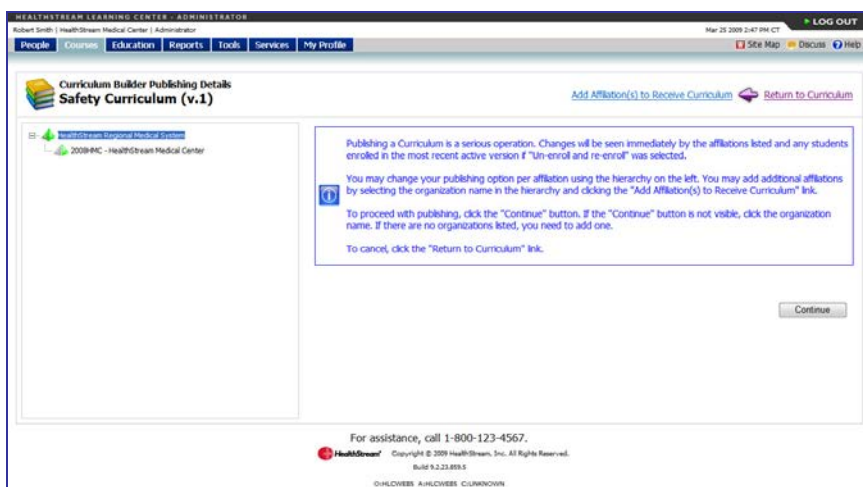 HEALTHSTREAM LEARNING CENTER - ADMINISTRATOR
LOG OUT
Robert Smith | HealthStream Medical Center | Administrator
Mar 25 2009 2:47 PM CT
People Courses Education Reports Tools Services My Profile
Site Map Discuss Help
Curriculum Builder Publishing Details
Safety Curriculum (v.1)
Add Affiliation(s) to Receive Curriculum Return to Curriculum
HealthStream Regional Medical System
2008HMC - HealthStream Medical Center
Publishing a Curriculum is a serious operation. Changes will be seen immediately by the affiliations listed and any students
enrolled in the most recent active version if "Un-enroll and re-enroll" was selected.
You may change your publishing option per affiliation using the hierarchy on the left. You may add additional affiliations
by selecting the organization name in the hierarchy and clicking the "Add Affiliation(s) to Receive Curriculum" link.
To proceed with publishing, click the "Continue" button. If the "Continue" button is not visible, click the organization
name. If there are no organizations listed, you need to add one.
To cancel, click the "Return to Curriculum" link.
Continue
For assistance, call 1-800-123-4567.
HealthStream Copyright © 2009 HealthStream, Inc. All Rights Reserved.
Build 9.2.23.859.5
O:HLCWEB5 A:HLCWEB5 C:UNKNOWN